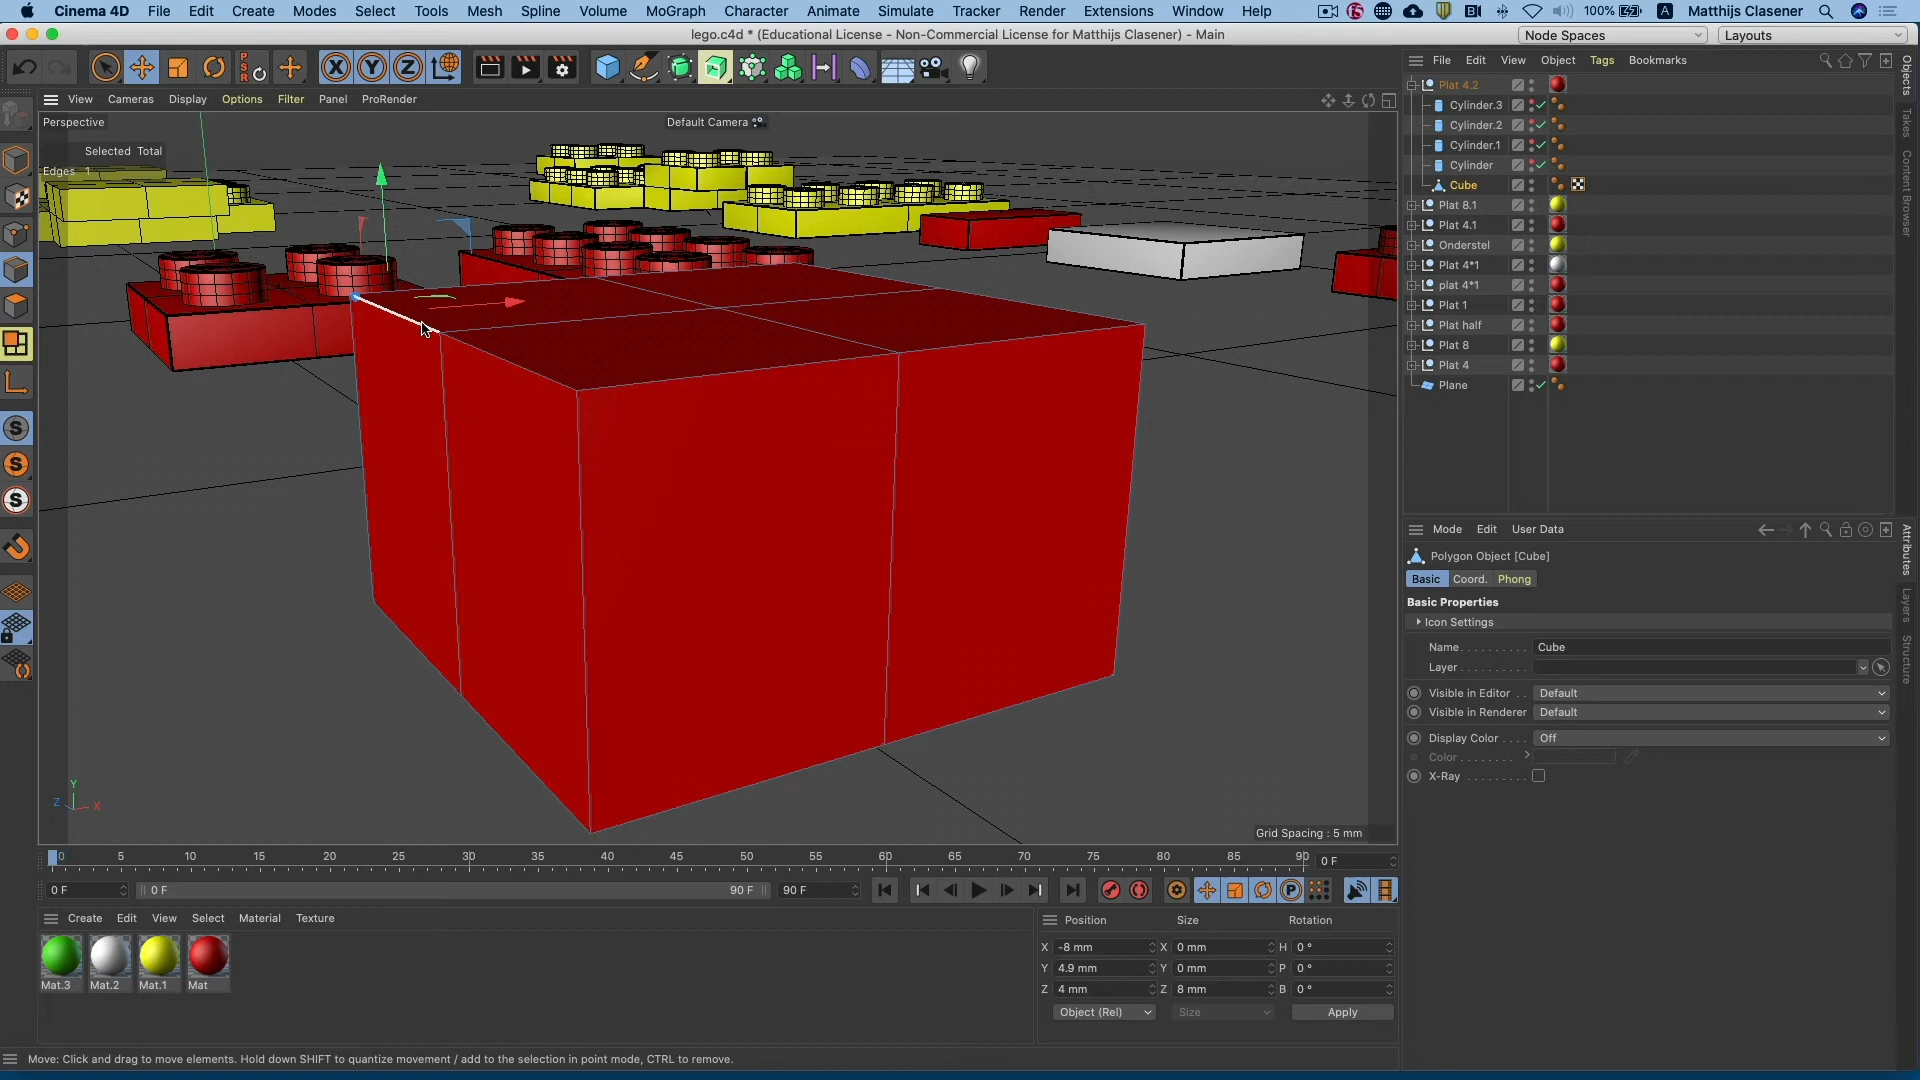 Cinema 4D File Edit Create Modes Select Tools Mesh Spline Volume MoGraph Character Animate Simulate Tracker Render Extensions Window Help 100% A Matthijs Clasener
lego.c4d * (Educational License - Non-Commercial License for Matthijs Clasener) - Main
Node Spaces Layouts
View Cameras Display Options Filter Panel ProRender
Perspective
Default Camera
Selected Total
Edges 1
File Edit View Object Tags Bookmarks
Plat 4.2
Cylinder.3
Cylinder.2
Cylinder.1
Cylinder
Cube
Plat 8.1
Plat 4.1
Onderstel
Plat 4*1
plat 4*1
Plat 1
Plat half
Plat 8
Plat 4
Plane
Objects
Takes
Content Browser
Mode Edit User Data
Polygon Object [Cube]
Basic Coord. Phong
Basic Properties
Icon Settings
Name Cube
Layer
Visible in Editor Default
Visible in Renderer Default
Display Color Off
Color
X-Ray
Attributes
Layers
Structure
Y
Z X
Grid Spacing : 5 mm
0 5 10 15 20 25 30 35 40 45 50 55 60 65 70 75 80 85 90 0 F
0 F 0 F 90 F 90 F
Create Edit View Select Material Texture
Mat.3 Mat.2 Mat.1 Mat
Position Size Rotation
X -8 mm X 0 mm H 0 °
Y 4.9 mm Y 0 mm P 0 °
Z 4 mm Z 8 mm B 0 °
Object (Rel) Size Apply
Move: Click and drag to move elements. Hold down SHIFT to quantize movement / add to the selection in point mode, CTRL to remove.